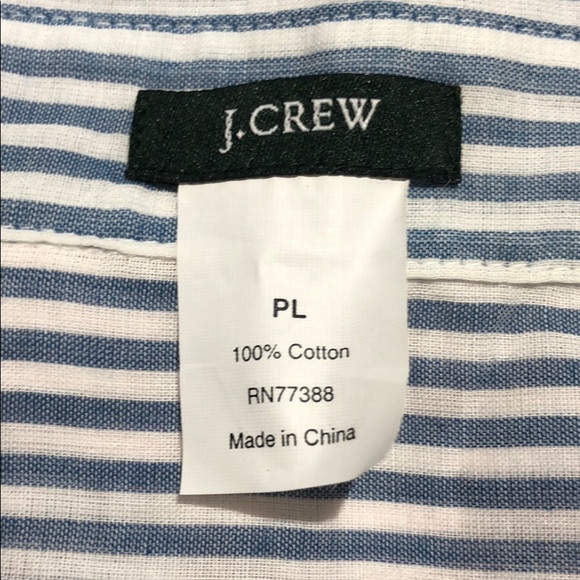 J.CREW
PL
100% Cotton
RN77388
Made in China